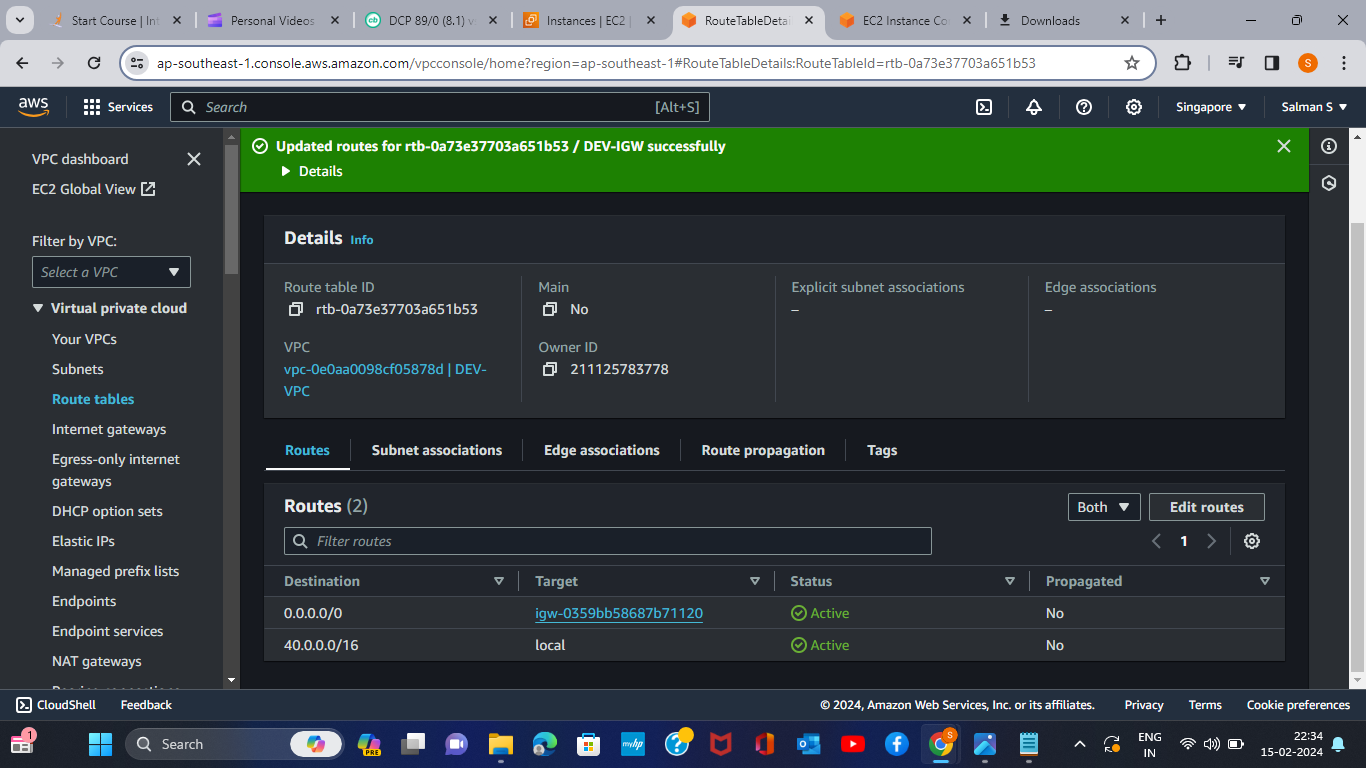 Start Course | Int
Personal Videos
DCP 89/0 (8.1) v
Instances | EC2 |
RouteTableDetai
EC2 Instance Co
Downloads
ap-southeast-1.console.aws.amazon.com/vpcconsole/home?region=ap-southeast-1#RouteTableDetails:RouteTableId=rtb-0a73e37703a651b53
S
aws
Services
Search
[Alt+S]
Singapore
Salman S
VPC dashboard
EC2 Global View
Filter by VPC:
Select a VPC
Virtual private cloud
Your VPCs
Subnets
Route tables
Internet gateways
Egress-only internet
gateways
DHCP option sets
Elastic IPs
Managed prefix lists
Endpoints
Endpoint services
NAT gateways
Updated routes for rtb-0a73e37703a651b53 / DEV-IGW successfully
Details
Details Info
Route table ID
rtb-0a73e37703a651b53
Main
No
Explicit subnet associations
–
Edge associations
–
VPC
vpc-0e0aa0098cf05878d | DEV-
VPC
Owner ID
211125783778
Routes
Subnet associations
Edge associations
Route propagation
Tags
Routes (2)
Both
Edit routes
Filter routes
1
Destination Target Status Propagated
0.0.0.0/0 igw-0359bb58687b71120 Active No
40.0.0.0/16 local Active No
CloudShell
Feedback
© 2024, Amazon Web Services, Inc. or its affiliates.
Privacy
Terms
Cookie preferences
1
Search
PRE
myhp
S
ENG
IN
22:34
15-02-2024